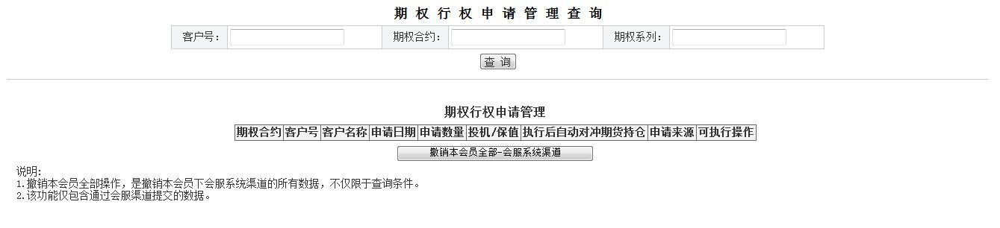 期权行权申请管理查询
客户号： 期权合约： 期权系列：
查 询
期权行权申请管理
期权合约 客户号 客户名称 申请日期 申请数量 投机/保值 执行后自动对冲期货持仓 申请来源 可执行操作
撤销本会员全部-会服系统渠道
说明:
1.撤销本会员全部操作，是撤销本会员下会服系统渠道的所有数据，不仅限于查询条件。
2.该功能仅包含通过会服渠道提交的数据。